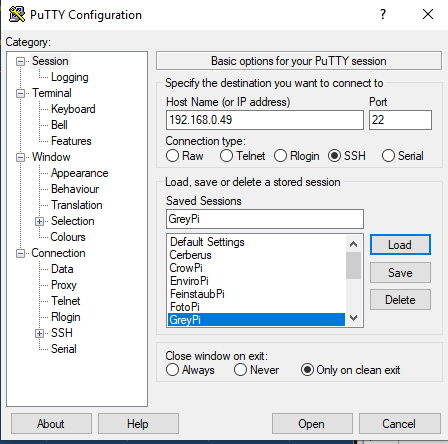 PuTTY Configuration
Category:
Session
Logging
Terminal
Keyboard
Bell
Features
Window
Appearance
Behaviour
Translation
Selection
Colours
Connection
Data
Proxy
Telnet
Rlogin
SSH
Serial
Basic options for your PuTTY session
Specify the destination you want to connect to
Host Name (or IP address) Port
192.168.0.49 22
Connection type:
Raw Telnet Rlogin SSH Serial
Load, save or delete a stored session
Saved Sessions
GreyPi
Default Settings
Cerberus
CrowPi
EnviroPi
FeinstaubPi
FotoPi
GreyPi
Load
Save
Delete
Close window on exit:
Always Never Only on clean exit
About Help Open Cancel